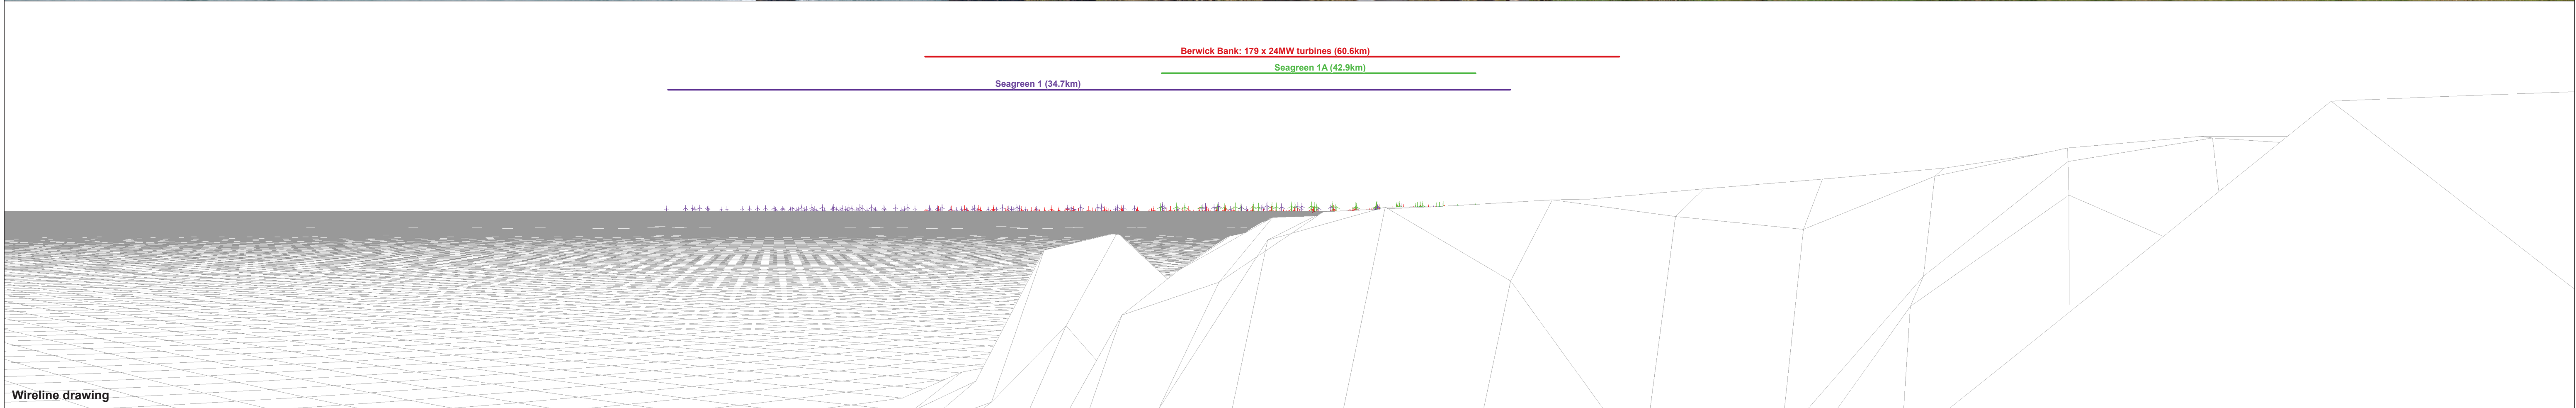 Berwick Bank: 179 x 24MW turbines (60.6km)
Seagreen 1A (42.9km)
Seagreen 1 (34.7km)
Wireline drawing